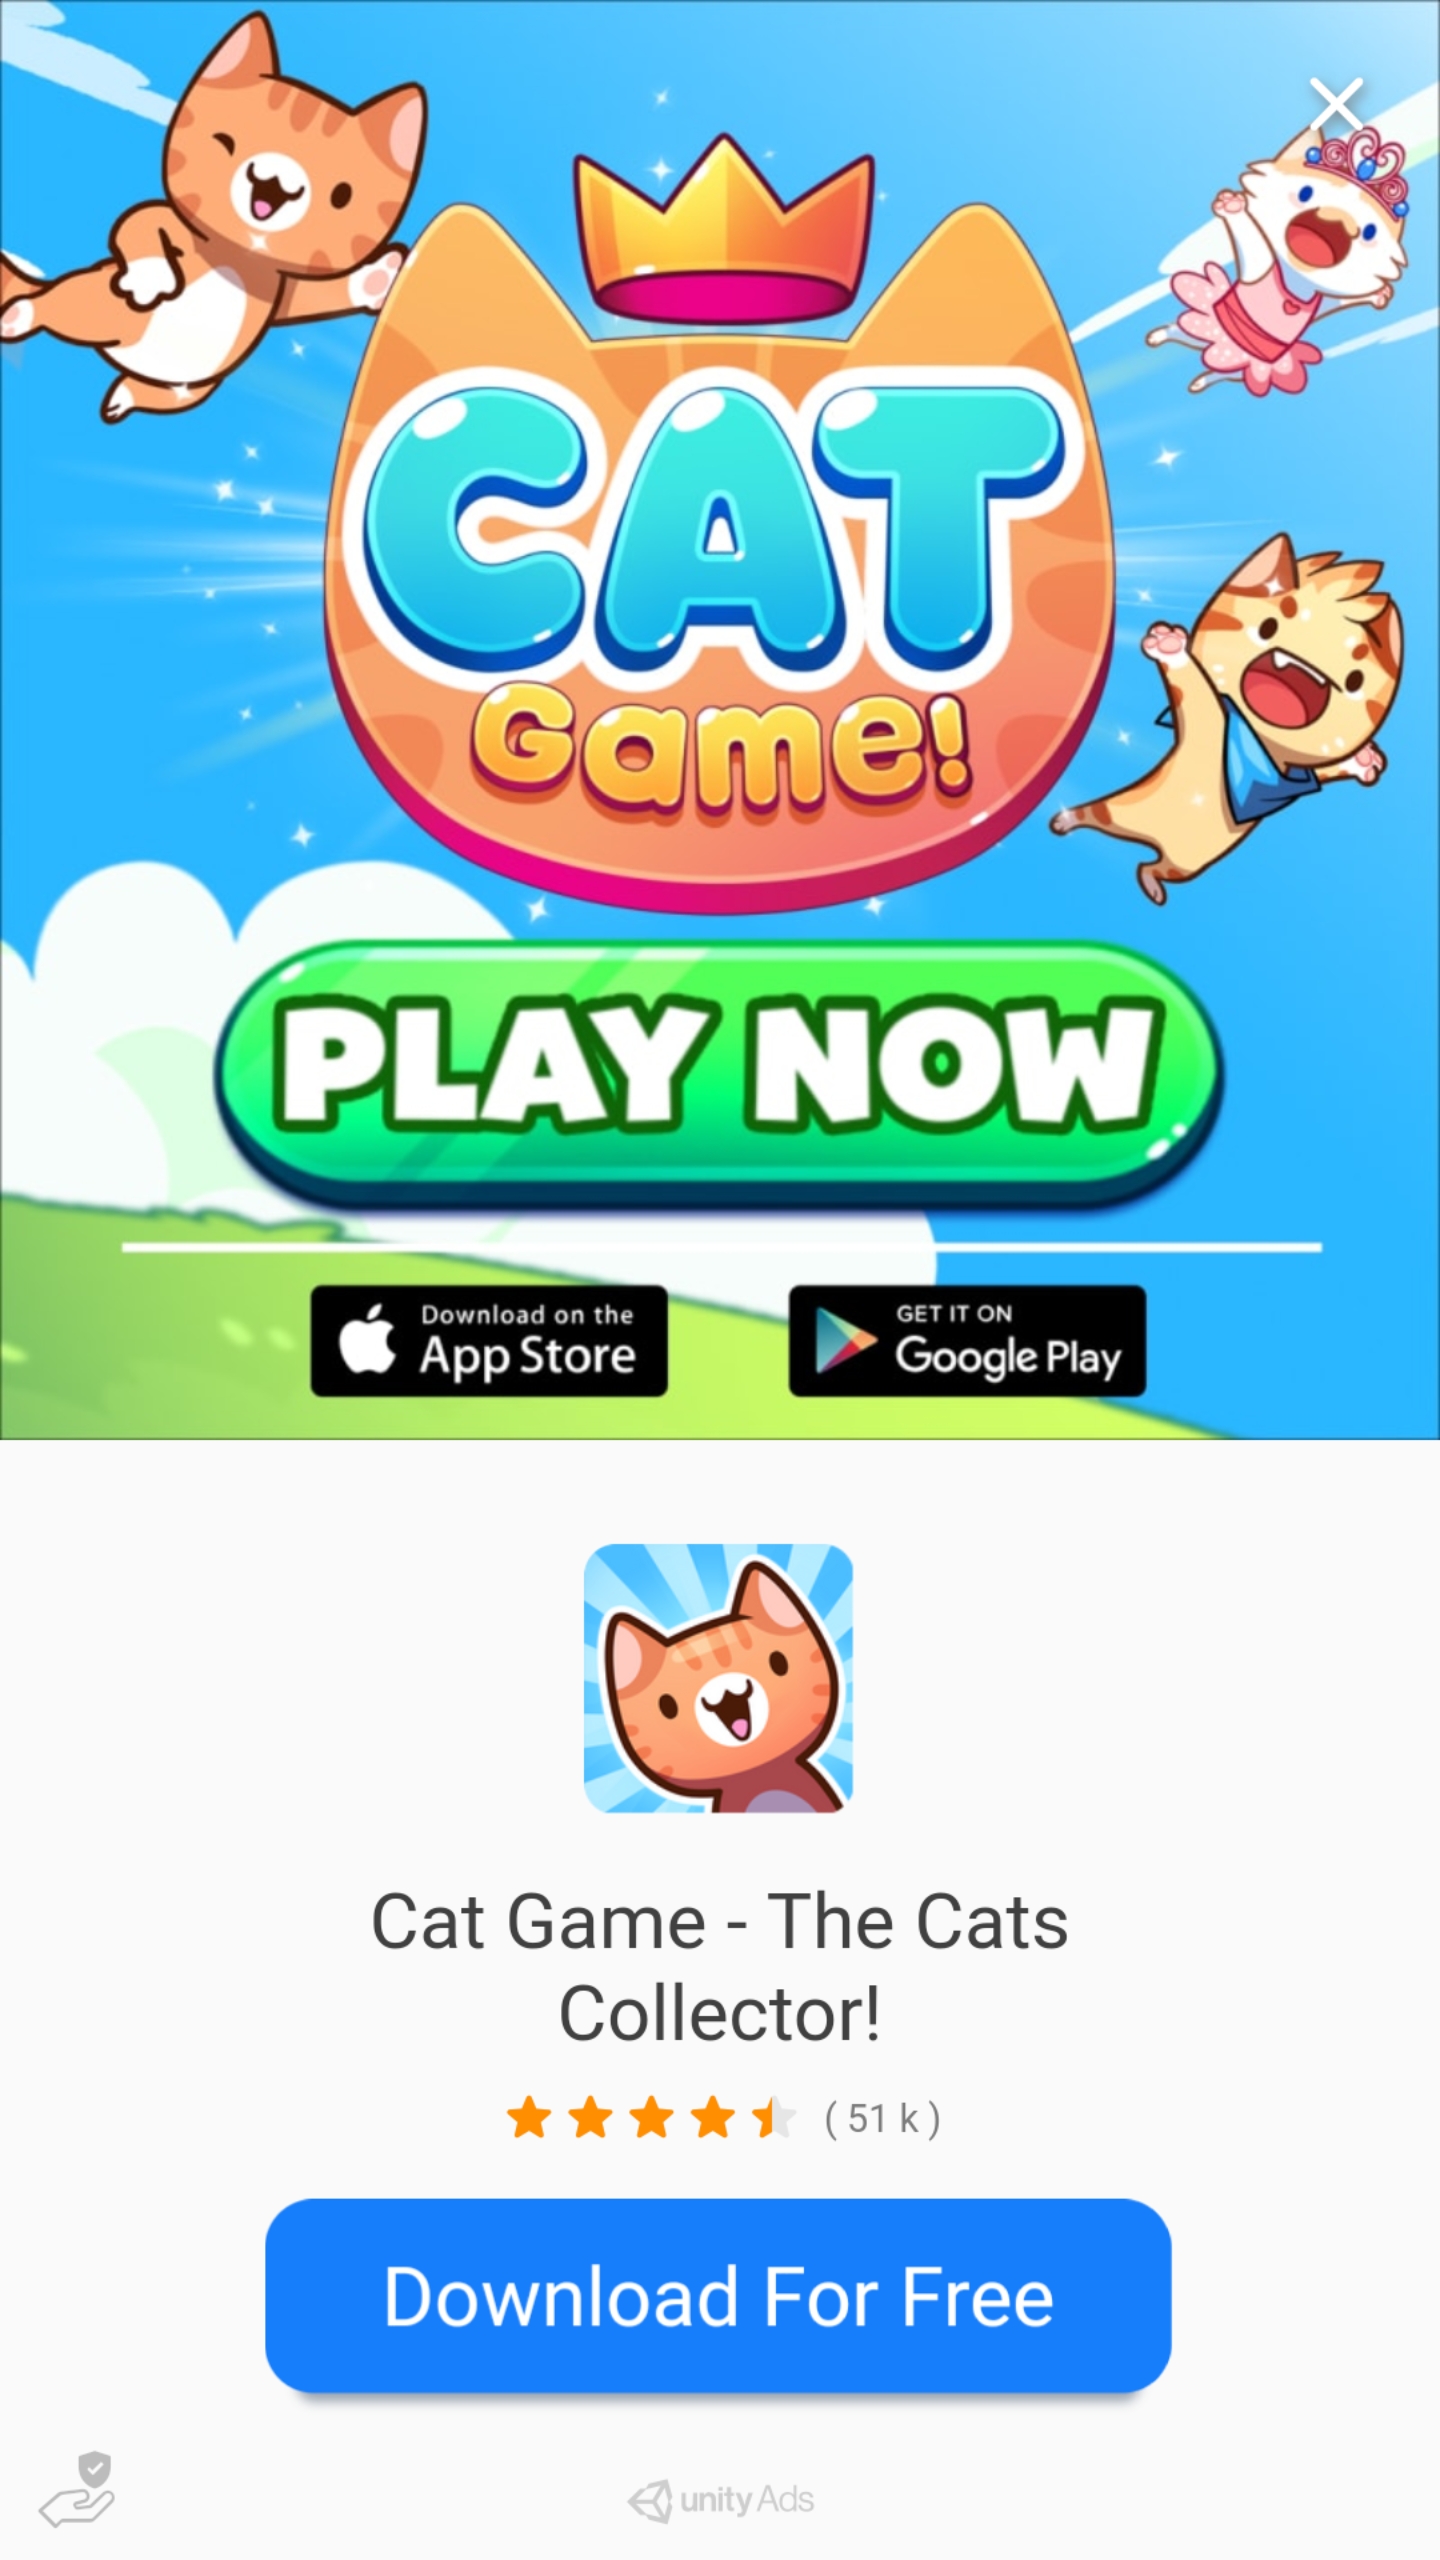 CAT
Game!
PLAY NOW
Download on the
App Store
GET IT ON
Google Play
Cat Game - The Cats
Collector!
( 51 k )
Download For Free
unity Ads